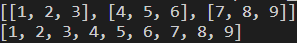 [[1, 2, 3], [4, 5, 6], [7, 8, 9]]
[1, 2, 3, 4, 5, 6, 7, 8, 9]